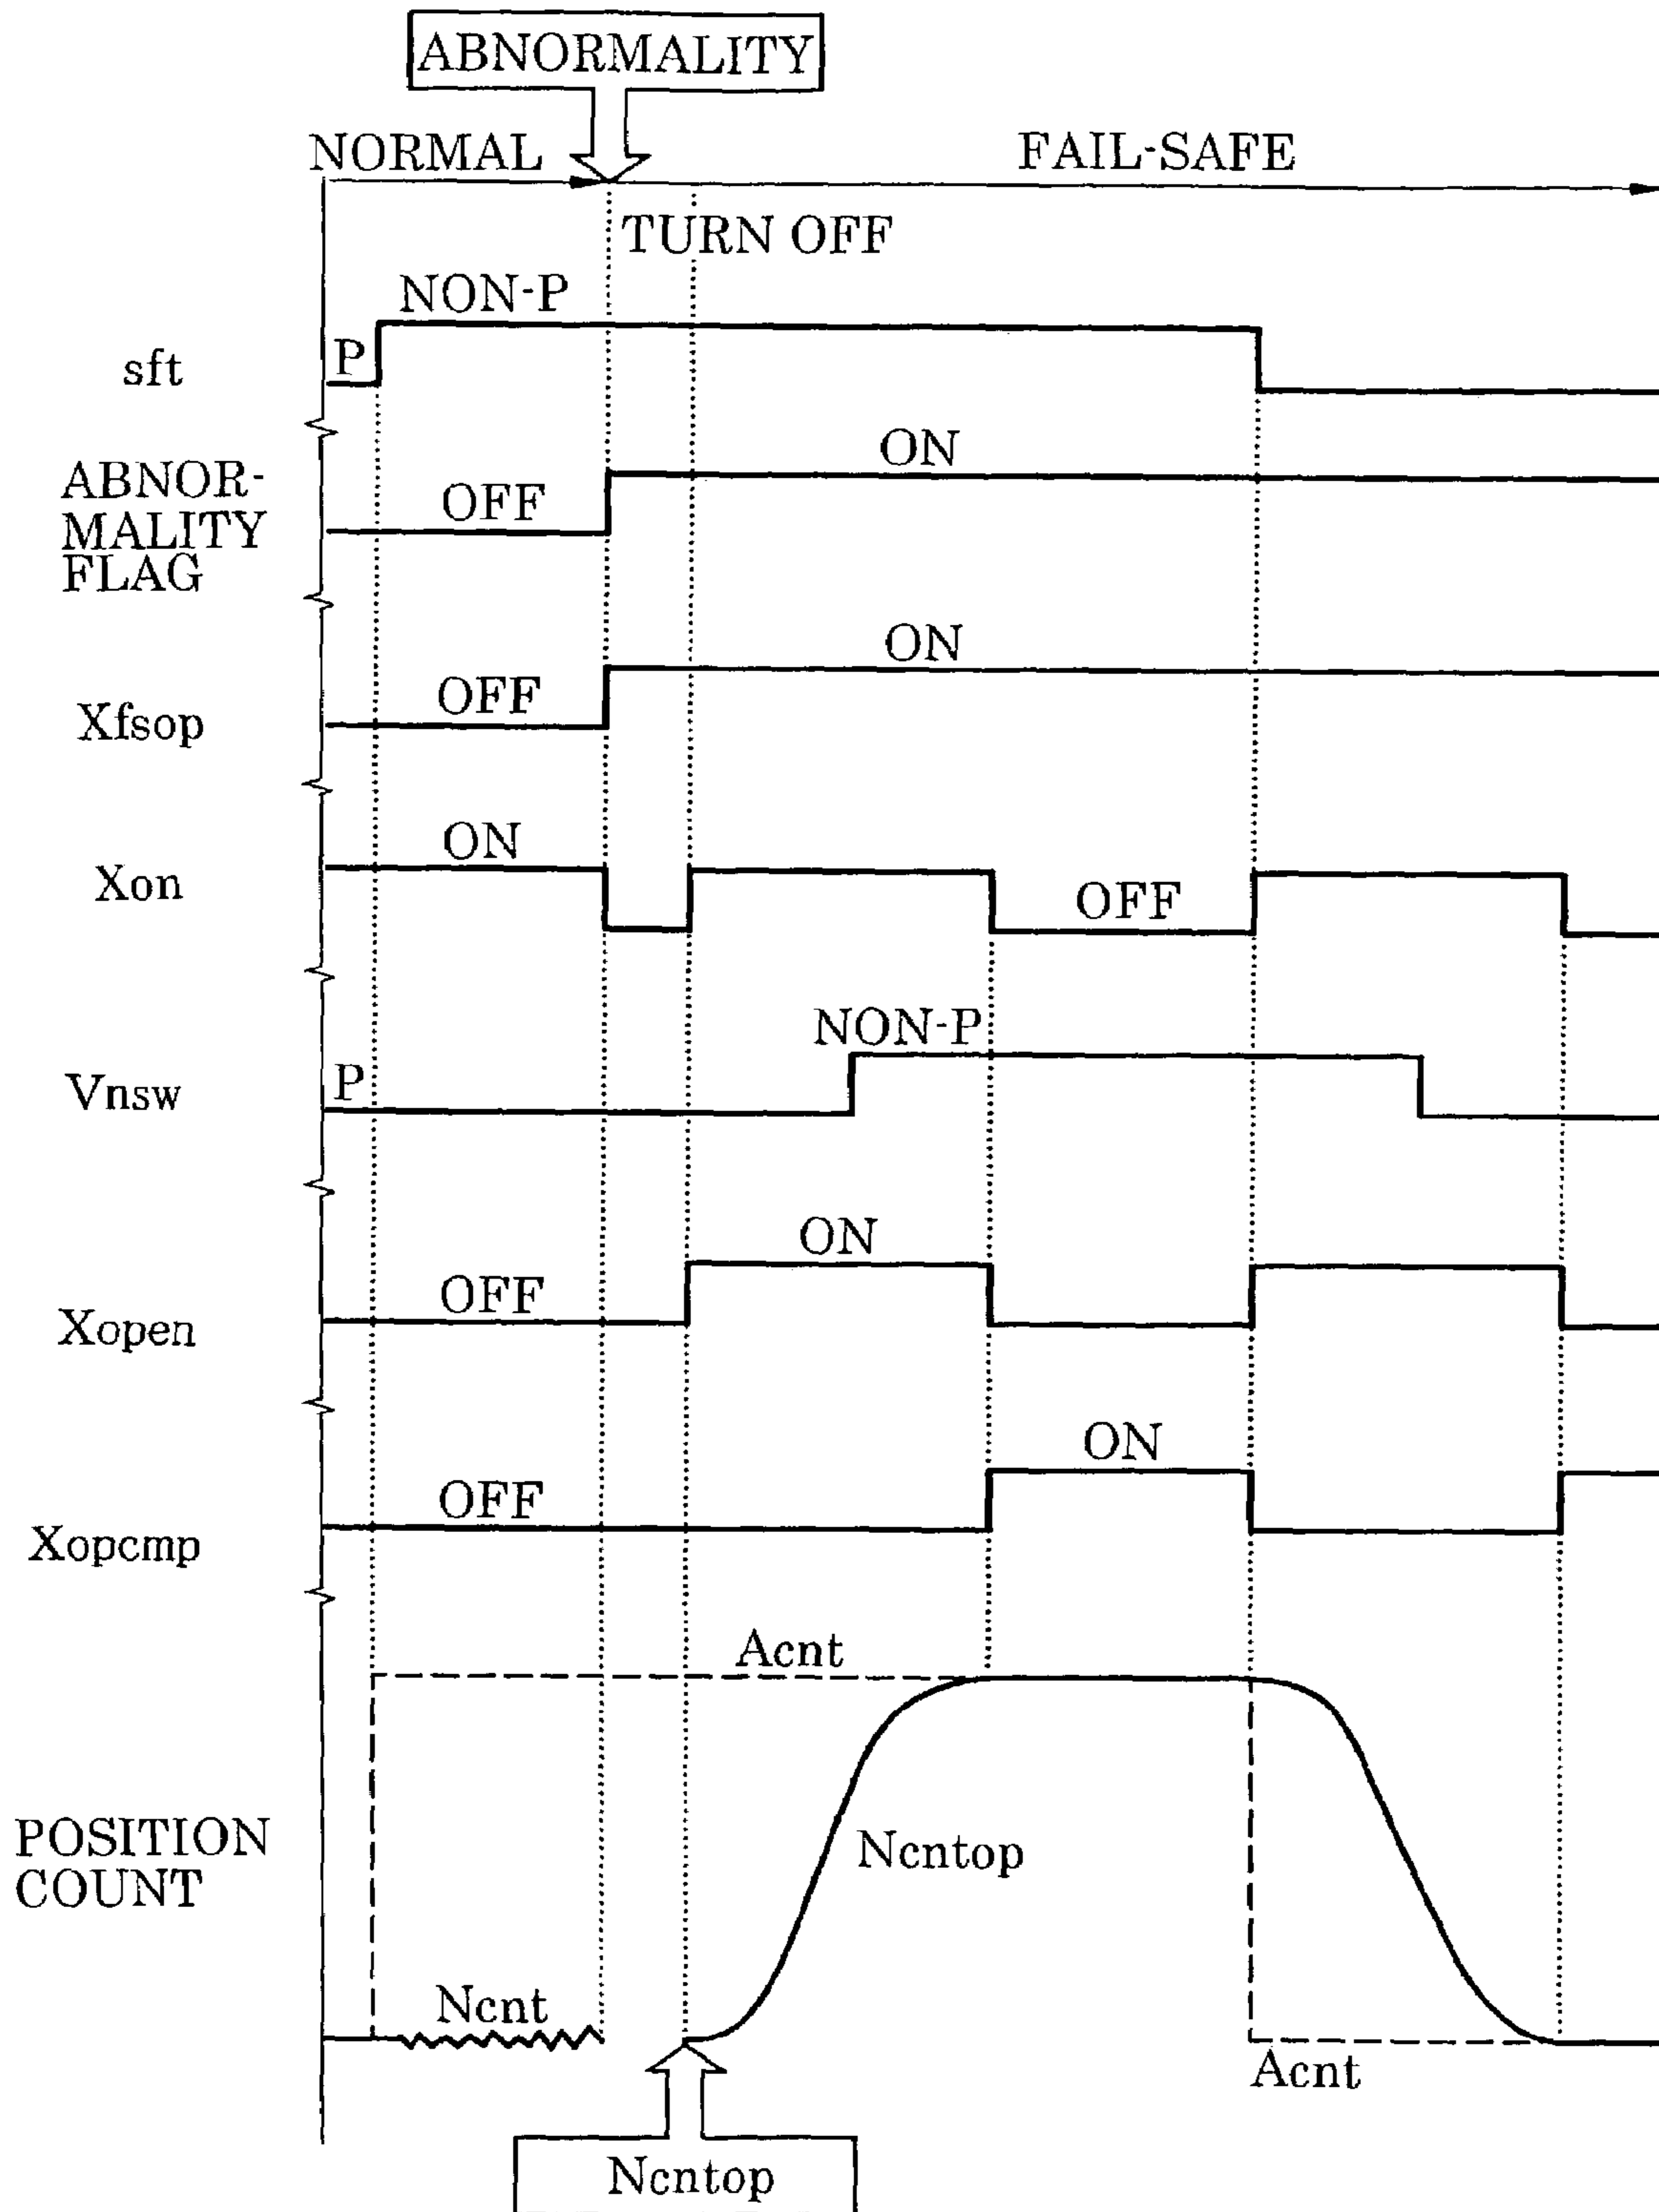 ABNORMALITY
NORMAL
FAIL-SAFE
TURN OFF
NON-P
P
sft
ON
ABNOR-
MALITY
FLAG
OFF
ON
OFF
Xfsop
ON
Xon
OFF
NON-P
P
Vnsw
ON
OFF
Xopen
ON
OFF
Xopcmp
Acnt
POSITION
COUNT
Ncntop
Ncnt
Acnt
Ncntop